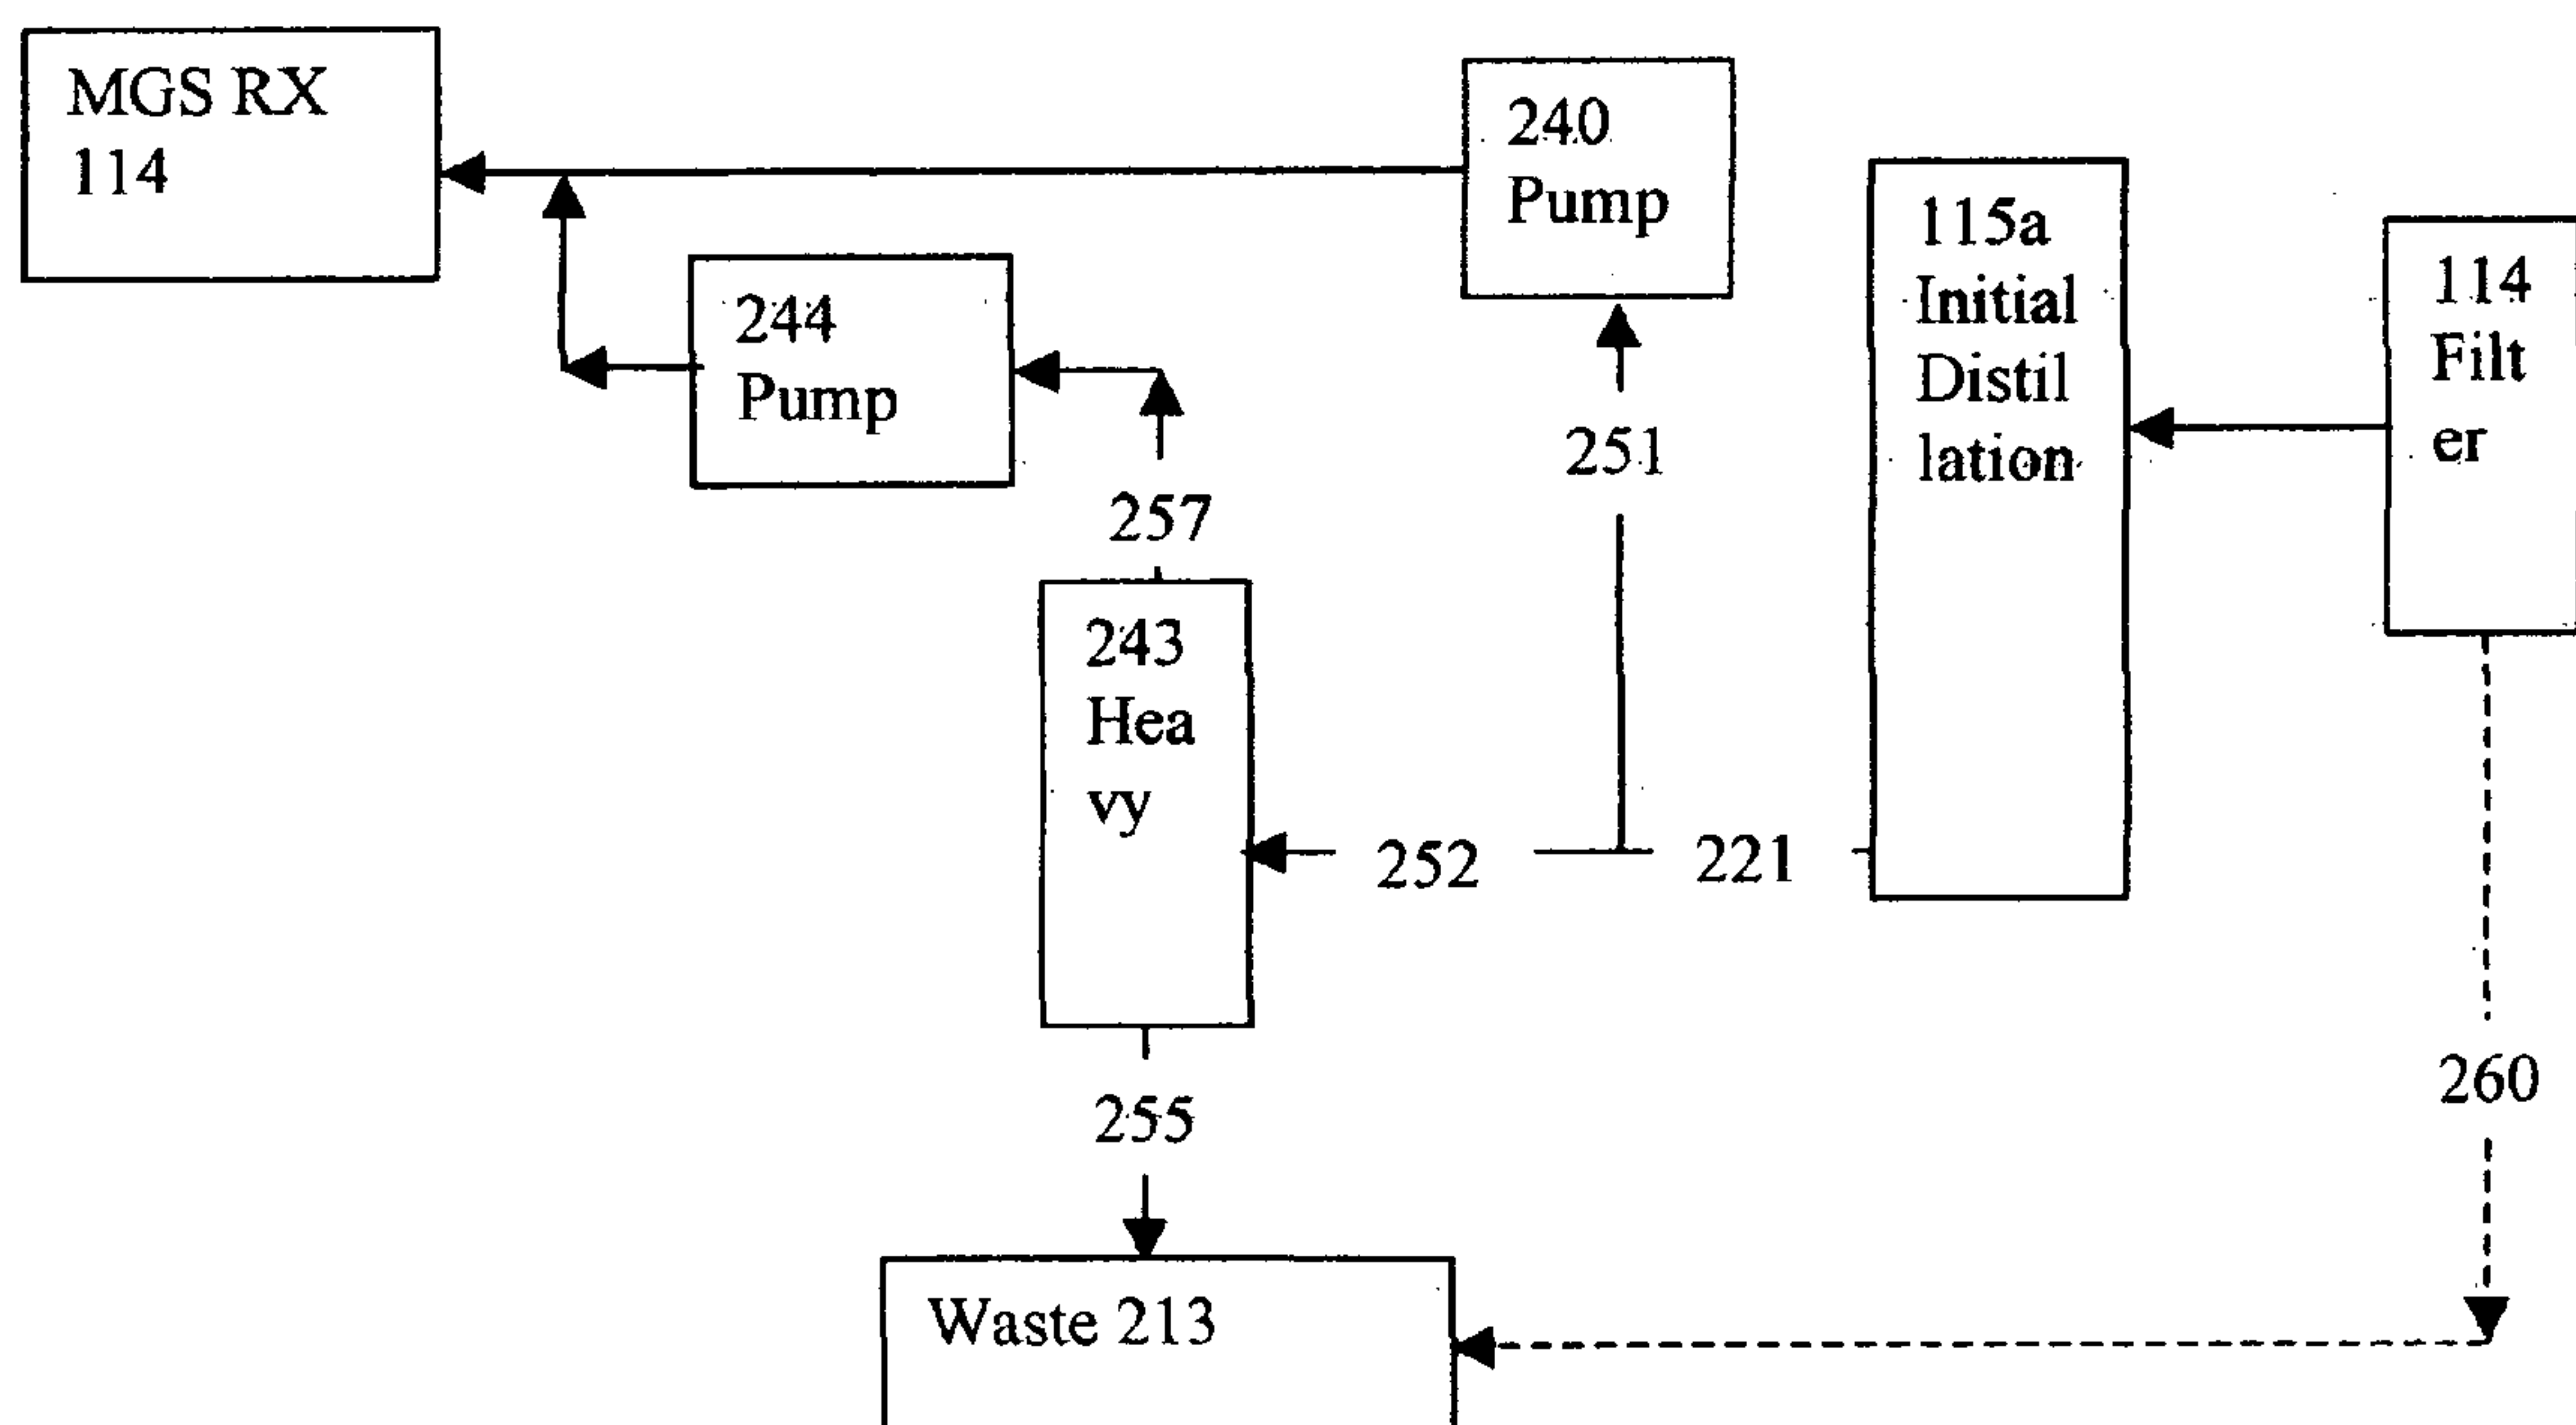 MGS RX
114
240
Pump
115a
Initial
Distil
lation
114
Filt
er
244
Pump
251
257
243
Hea
vy
252
221
255
260
Waste 213